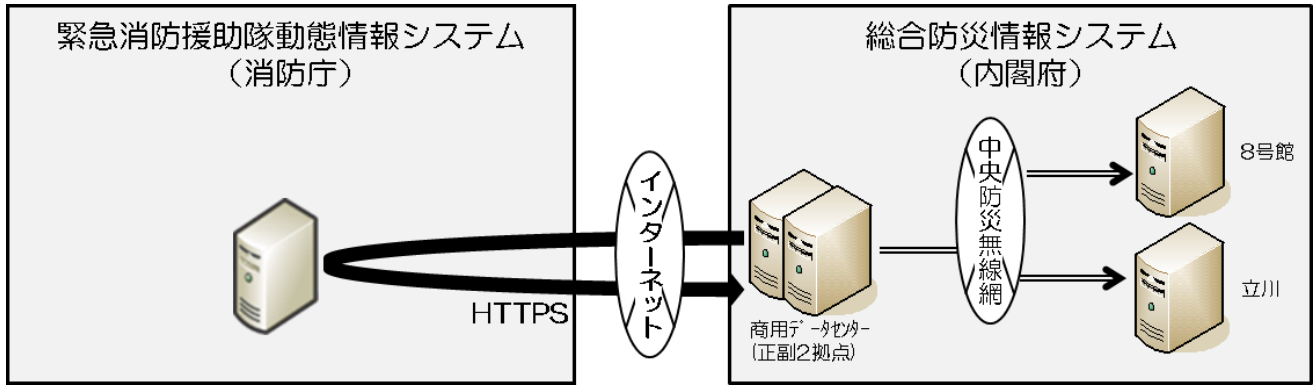 緊急消防援助隊動態情報システム
（消防庁）
HTTPS
インターネット
総合防災情報システム
（内閣府）
商用ﾃﾞｰﾀｾﾝﾀｰ
(正副2拠点)
中央防災無線網
8号館
立川